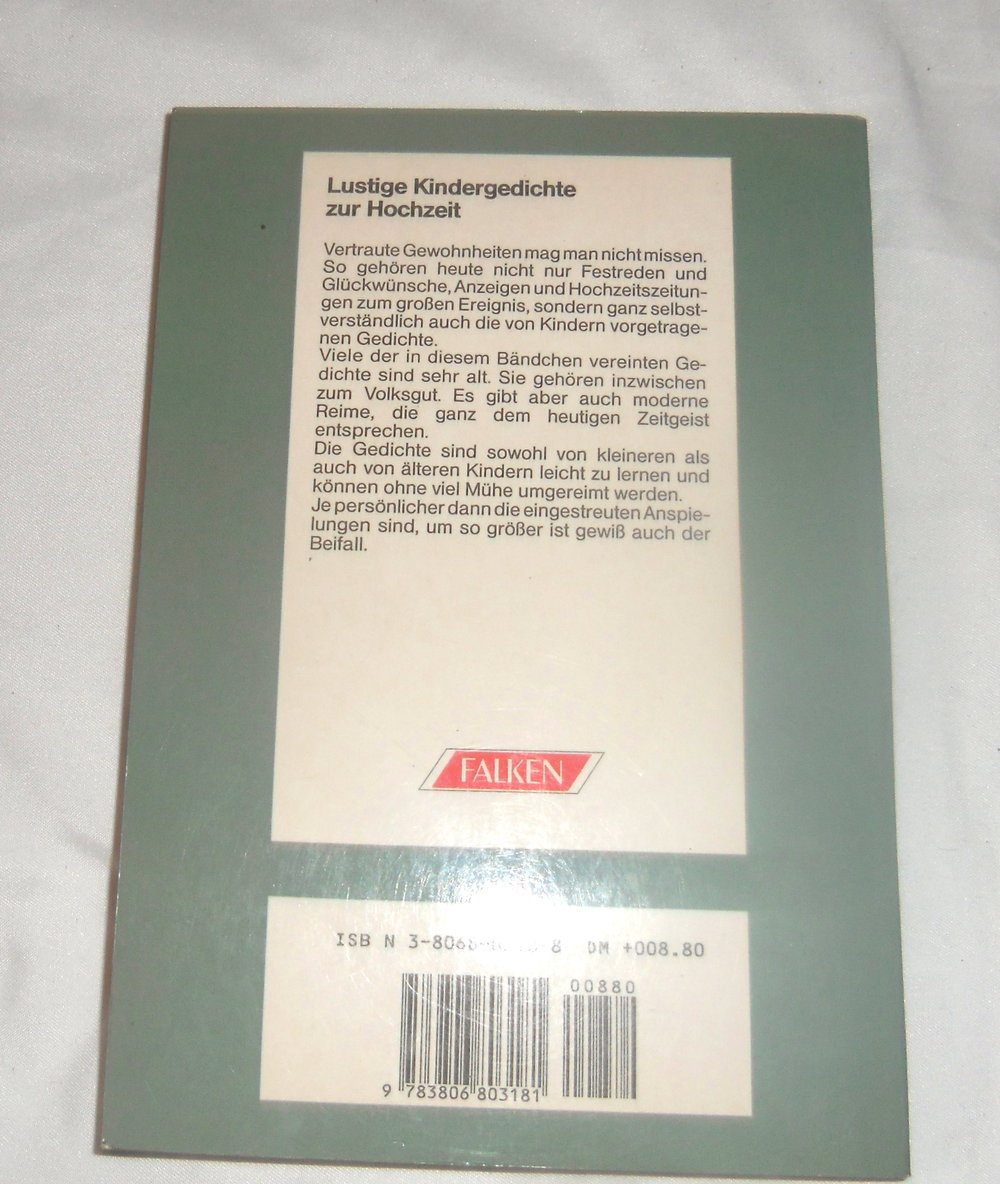 Lustige Kindergedichte
zur Hochzeit
Vertraute Gewohnheiten mag man nicht missen.
So gehören heute nicht nur Festreden und
Glückwünsche, Anzeigen und Hochzeitszeitun-
gen zum großen Ereignis, sondern ganz selbst-
verständlich auch die von Kindern vorgetrage-
nen Gedichte.
Viele der in diesem Bändchen vereinten Ge-
dichte sind sehr alt. Sie gehören inzwischen
zum Volksgut. Es gibt aber auch moderne
Reime, die ganz dem heutigen Zeitgeist
entsprechen.
Die Gedichte sind sowohl von kleineren als
auch von älteren Kindern leicht zu lernen und
können ohne viel Mühe umgereimt werden.
Je persönlicher dann die eingestreuten Anspie-
lungen sind, um so größer ist gewiß auch der
Beifall.
FALKEN
ISB N 8 DM +008.80
00880
9 783806 803181